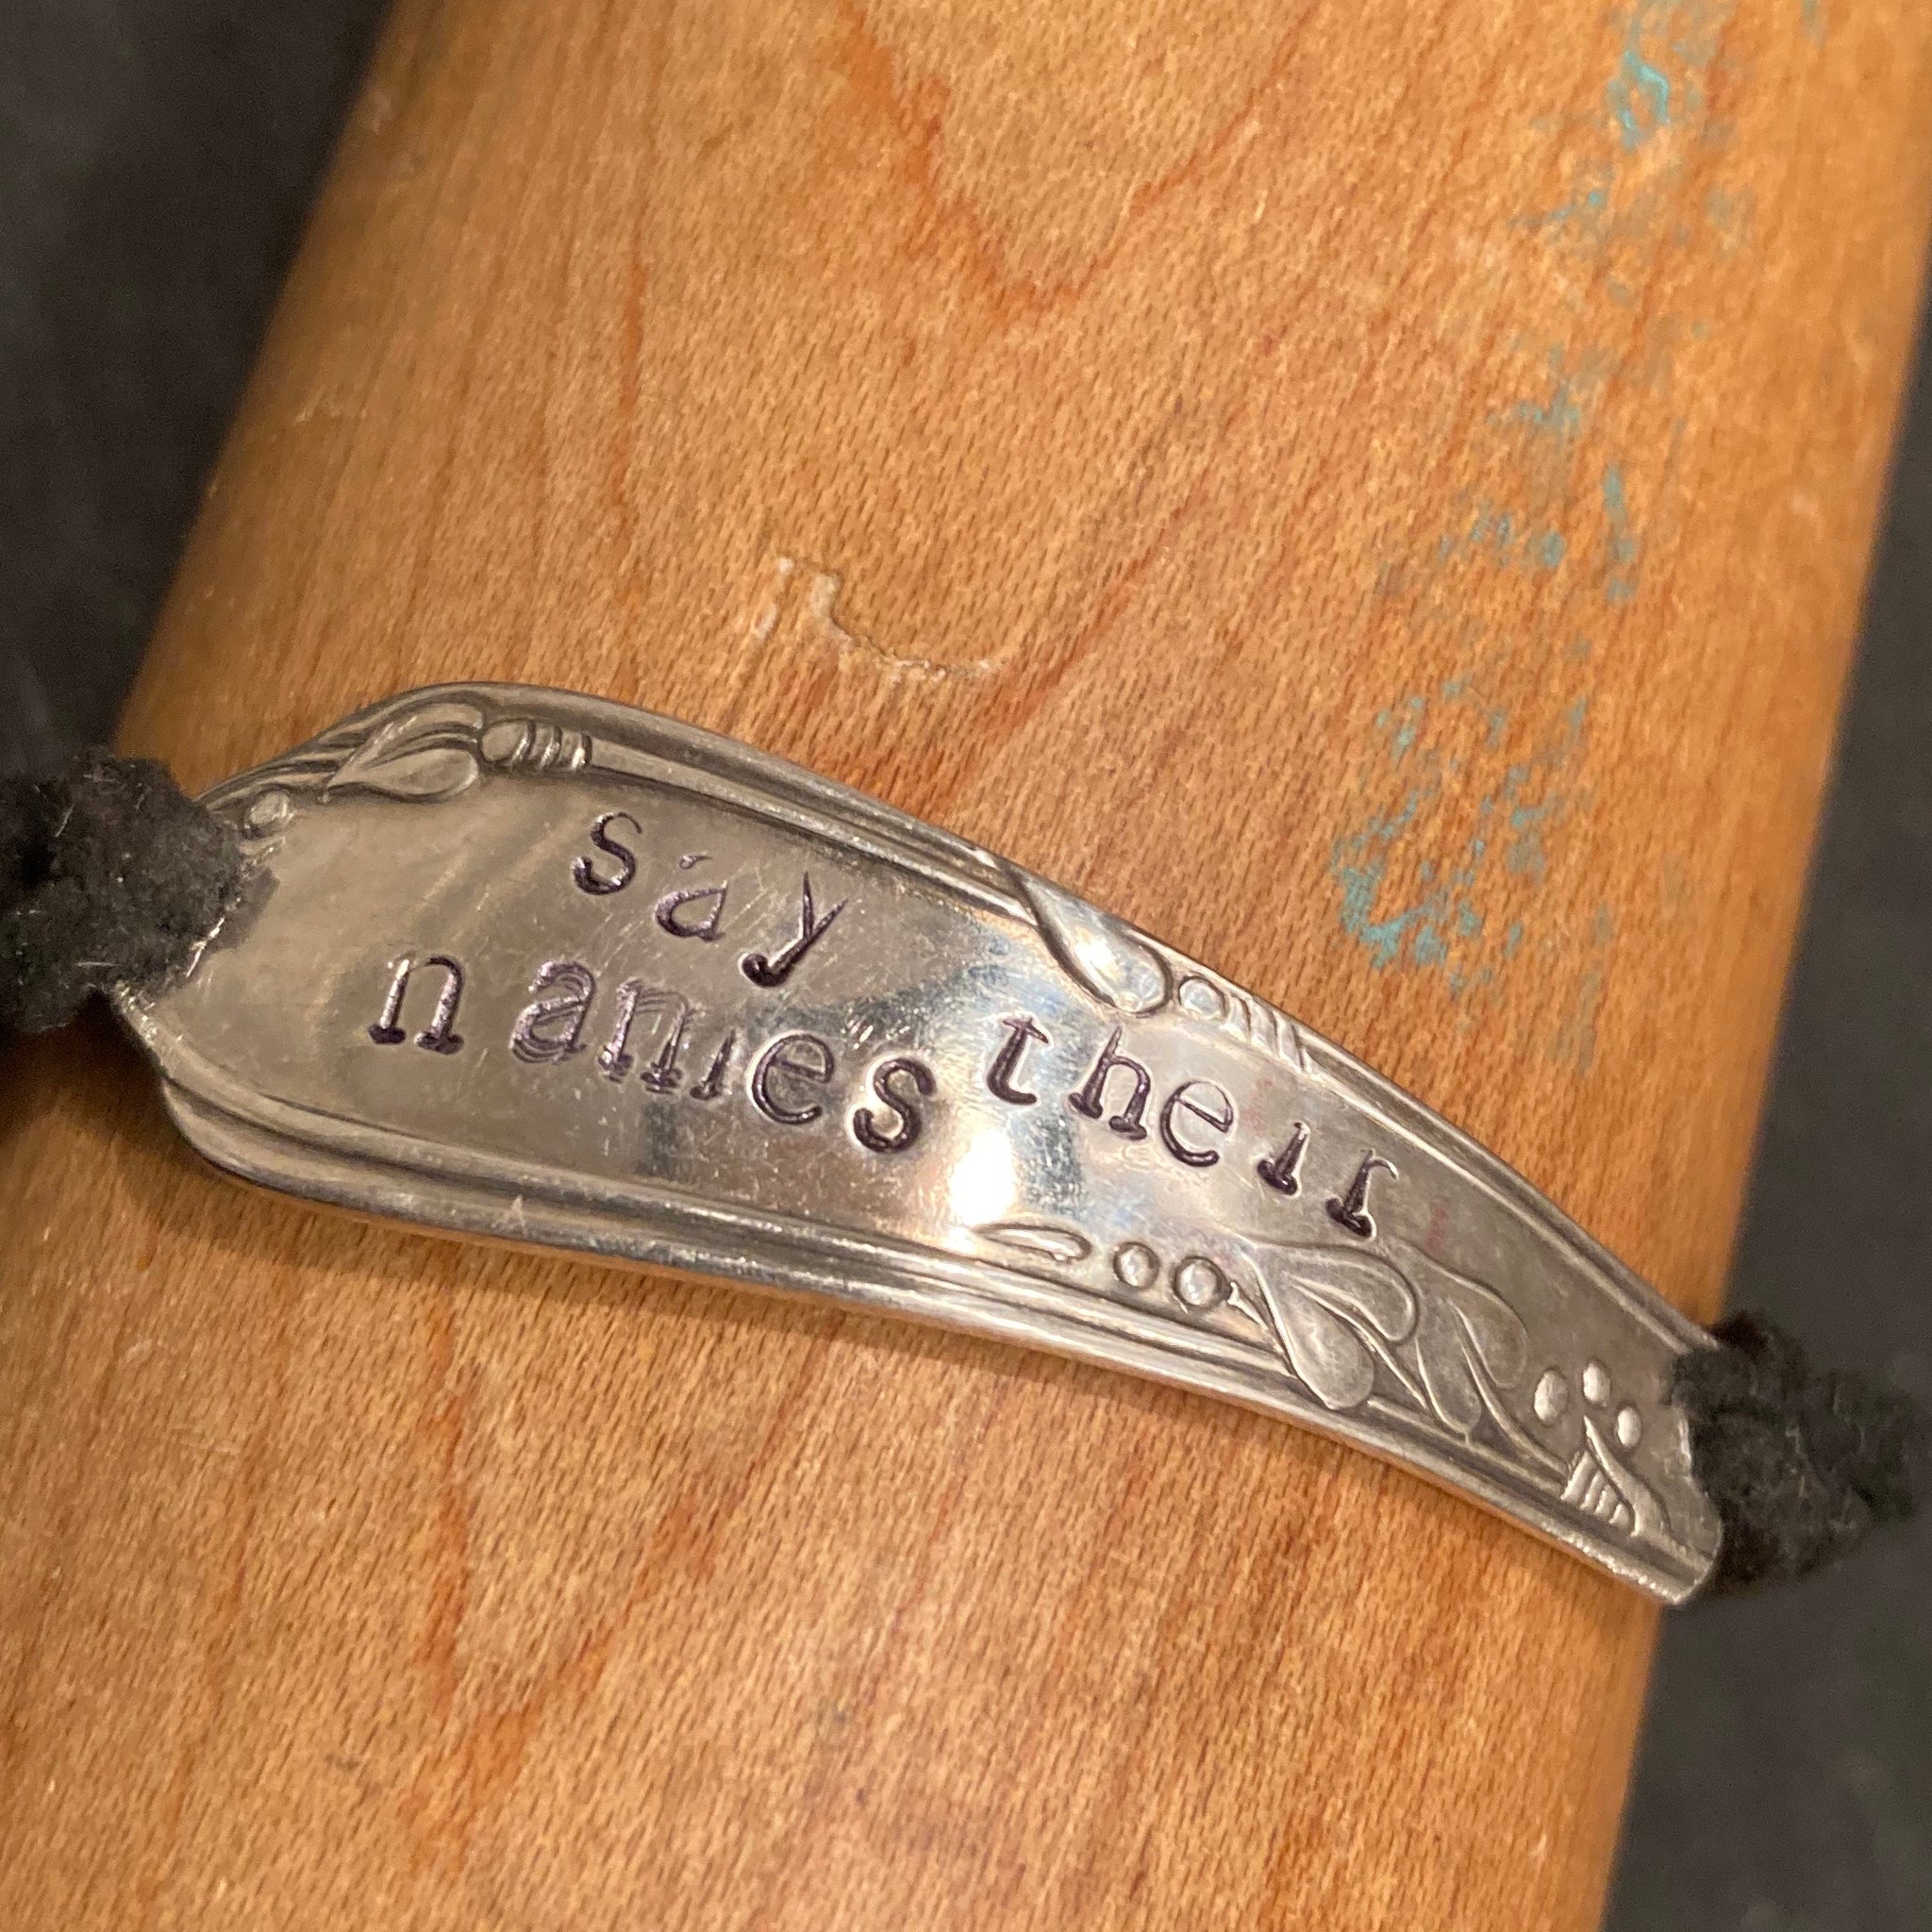 say
names their